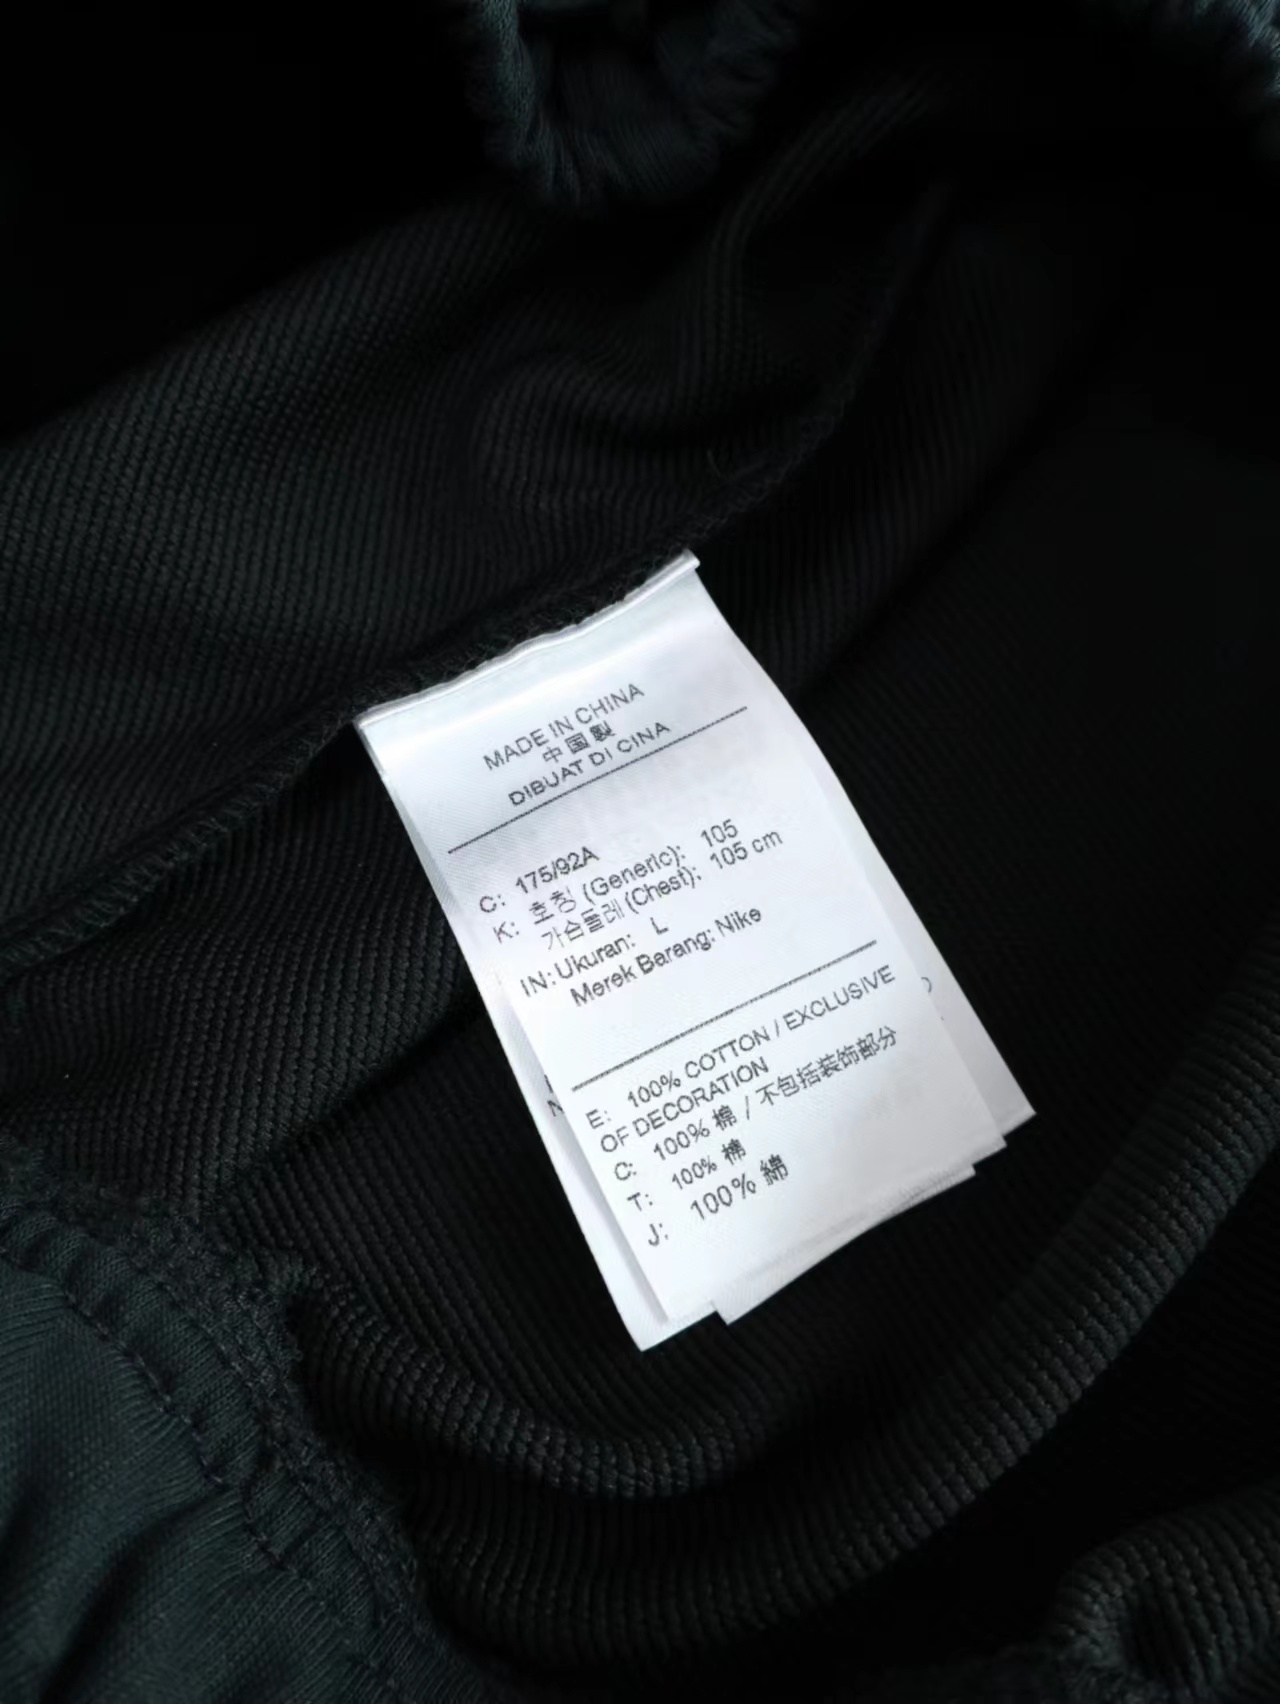 MADE IN CHINA
中国製
DIBUAT DI CINA
C: 175/92A
K: 호칭 (Generic): 105
가슴둘레 (Chest): 105 cm
IN: Ukuran: L
Merek Barang: Nike
E: 100% COTTON / EXCLUSIVE
OF DECORATION
C: 100% 棉 / 不包括装饰部分
T: 100% 棉
J: 100% 綿